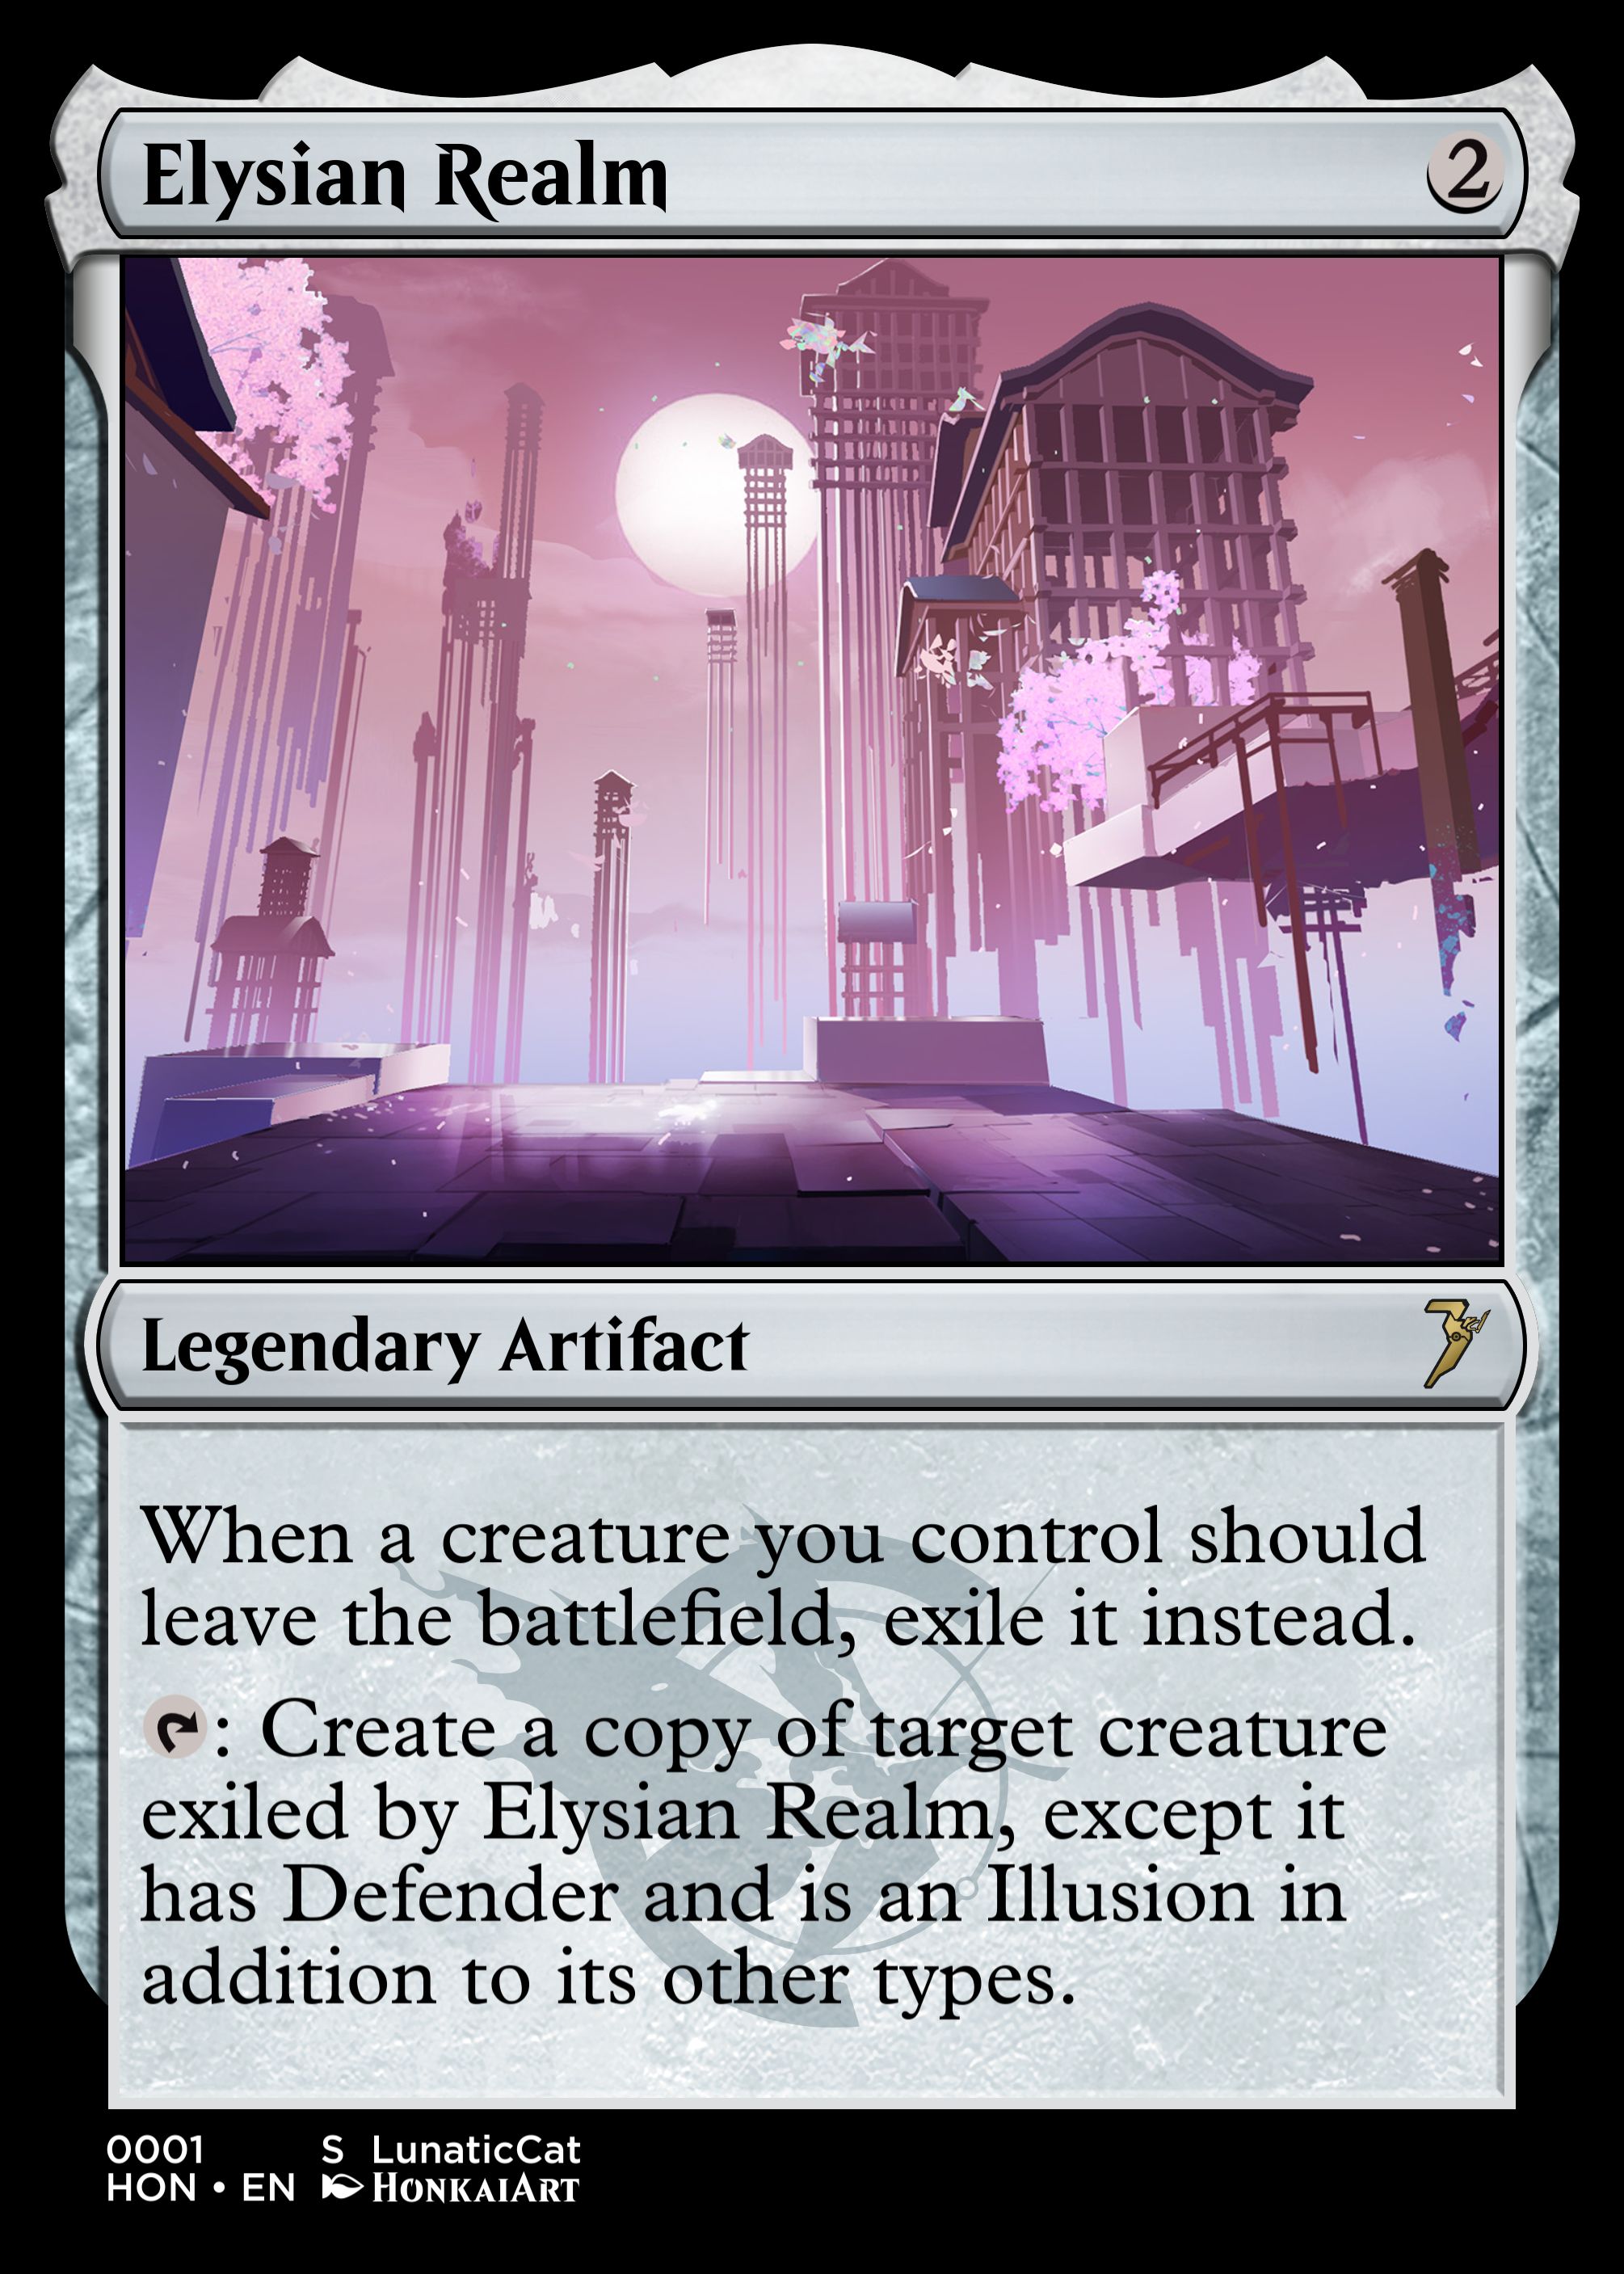 Elysian Realm 2
Legendary Artifact
When a creature you control should
leave the battlefield, exile it instead.
: Create a copy of target creature
exiled by Elysian Realm, except it
has Defender and is an Illusion in
addition to its other types.
0001 S LunaticCat
HON • EN HonkaiArt